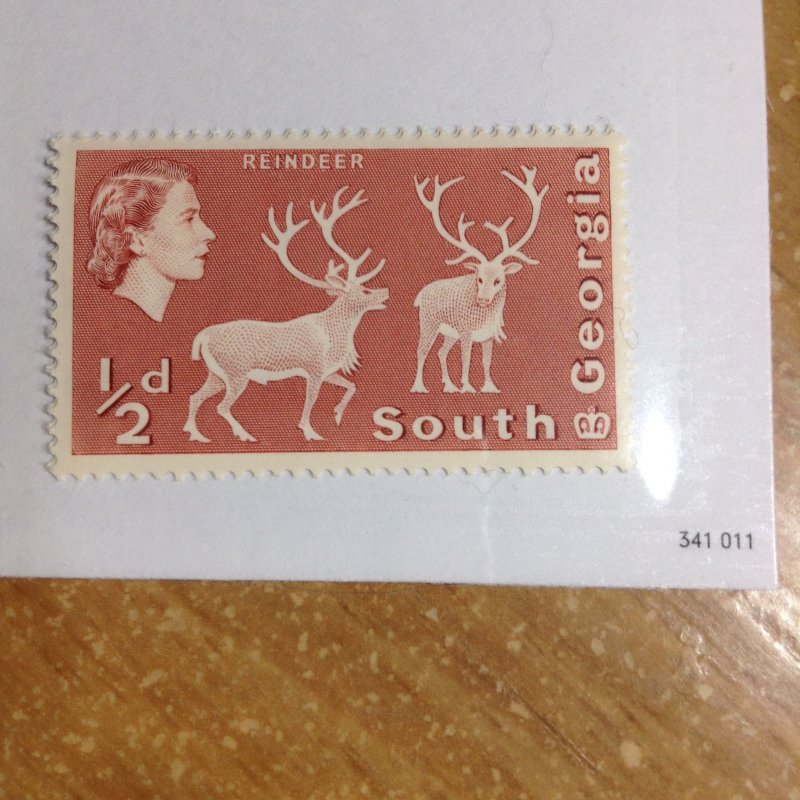 REINDEER
1/2d
South
Georgia
341 011